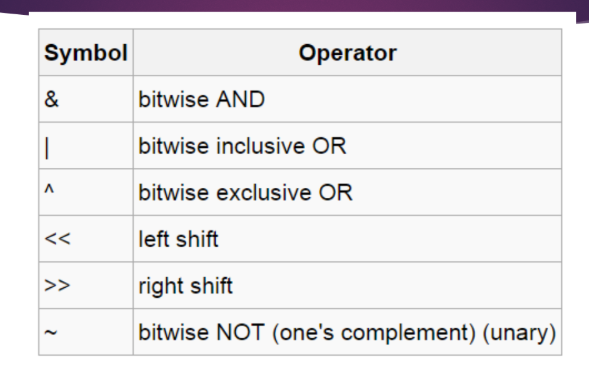 Symbol Operator
& bitwise AND
| bitwise inclusive OR
^ bitwise exclusive OR
<< left shift
>> right shift
~ bitwise NOT (one's complement) (unary)